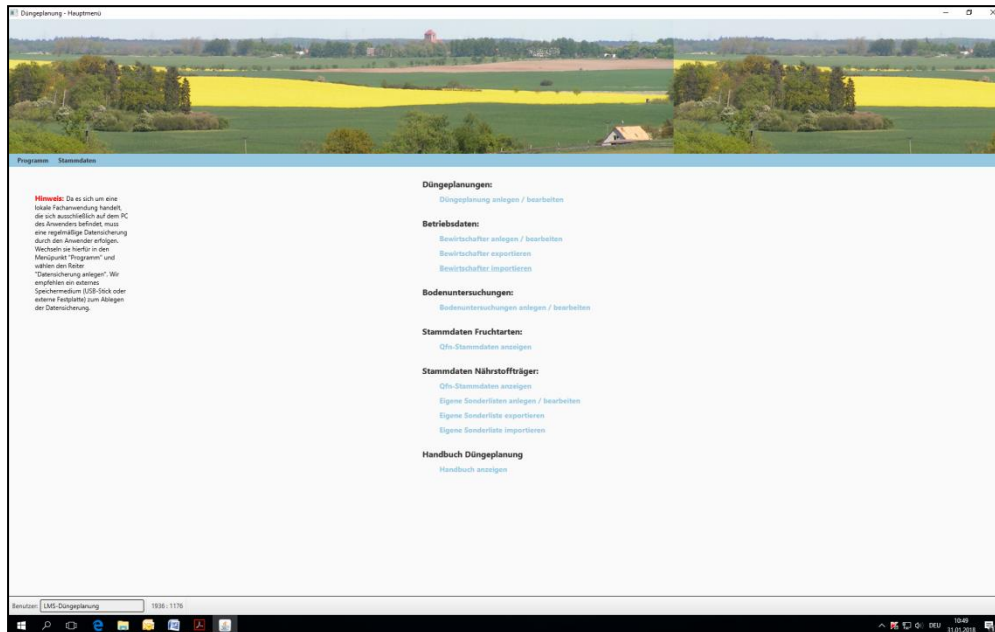 Düngeplanung - Hauptmenü
Programm Stammdaten
Hinweis: Da es sich um eine
lokale Fachanwendung handelt,
die sich ausschließlich auf dem PC
des Anwenders befindet, muss
eine regelmäßige Datensicherung
durch den Anwender erfolgen.
Wechseln sie hierfür in den
Menüpunkt "Programm" und
wählen den Reiter
"Datensicherung anlegen". Wir
empfehlen ein externes
Speichermedium (USB-Stick oder
externe Festplatte) zum Ablegen
der Datensicherung.
Düngeplanungen:
Düngeplanung anlegen / bearbeiten
Betriebsdaten:
Bewirtschafter anlegen / bearbeiten
Bewirtschafter exportieren
Bewirtschafter importieren
Bodenuntersuchungen:
Bodenuntersuchungen anlegen / bearbeiten
Stammdaten Fruchtarten:
Qfn-Stammdaten anzeigen
Stammdaten Nährstoffträger:
Qfn-Stammdaten anzeigen
Eigene Sonderlisten anlegen / bearbeiten
Eigene Sonderliste exportieren
Eigene Sonderliste importieren
Handbuch Düngeplanung
Handbuch anzeigen
Benutzer: LMS-Düngeplanung 1936 : 1176
DEU 10:49
31.01.2018